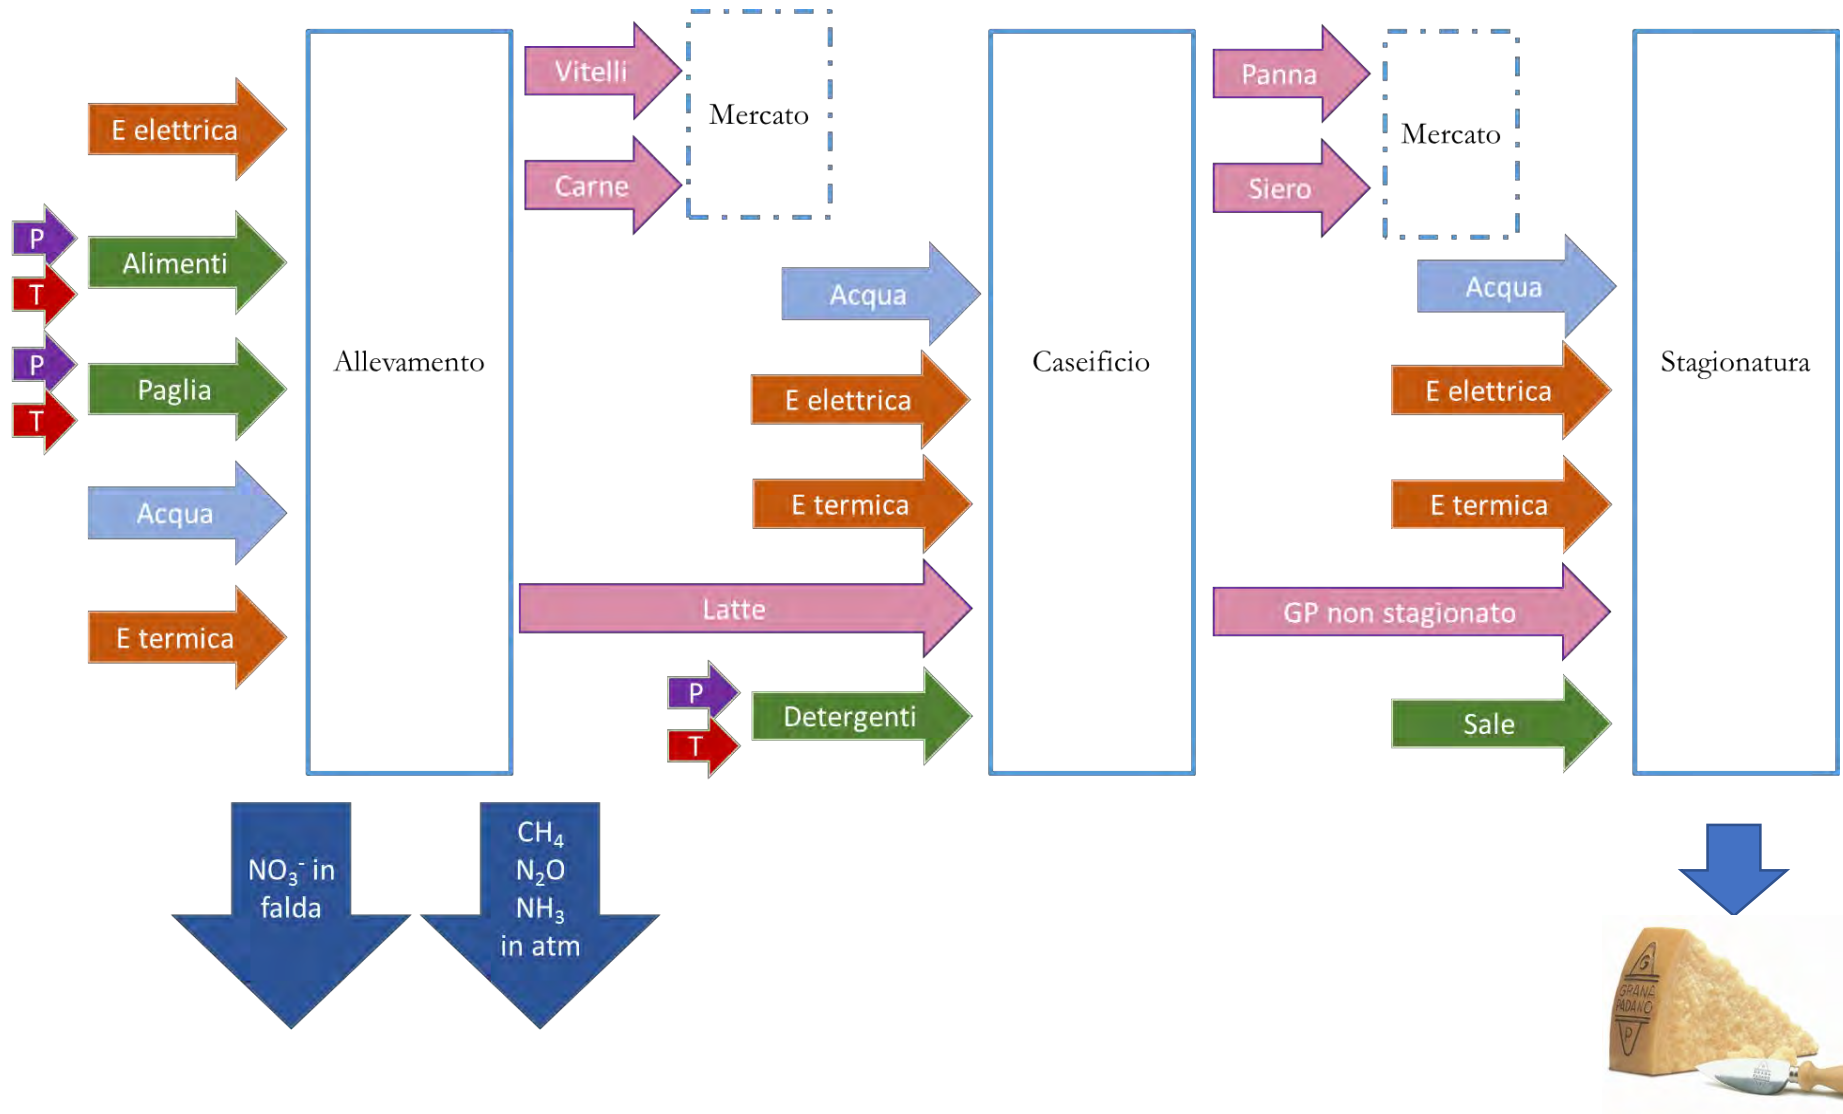 E elettrica
P
Alimenti
T
P
Paglia
T
Acqua
E termica
Allevamento
Vitelli
Carne
Mercato
Acqua
E elettrica
E termica
Latte
P
T
Detergenti
Caseificio
Panna
Siero
Mercato
Acqua
E elettrica
E termica
GP non stagionato
Sale
Stagionatura
NO₃⁻ in
falda
CH₄
N₂O
NH₃
in atm
G
GRANA
PADANO
P